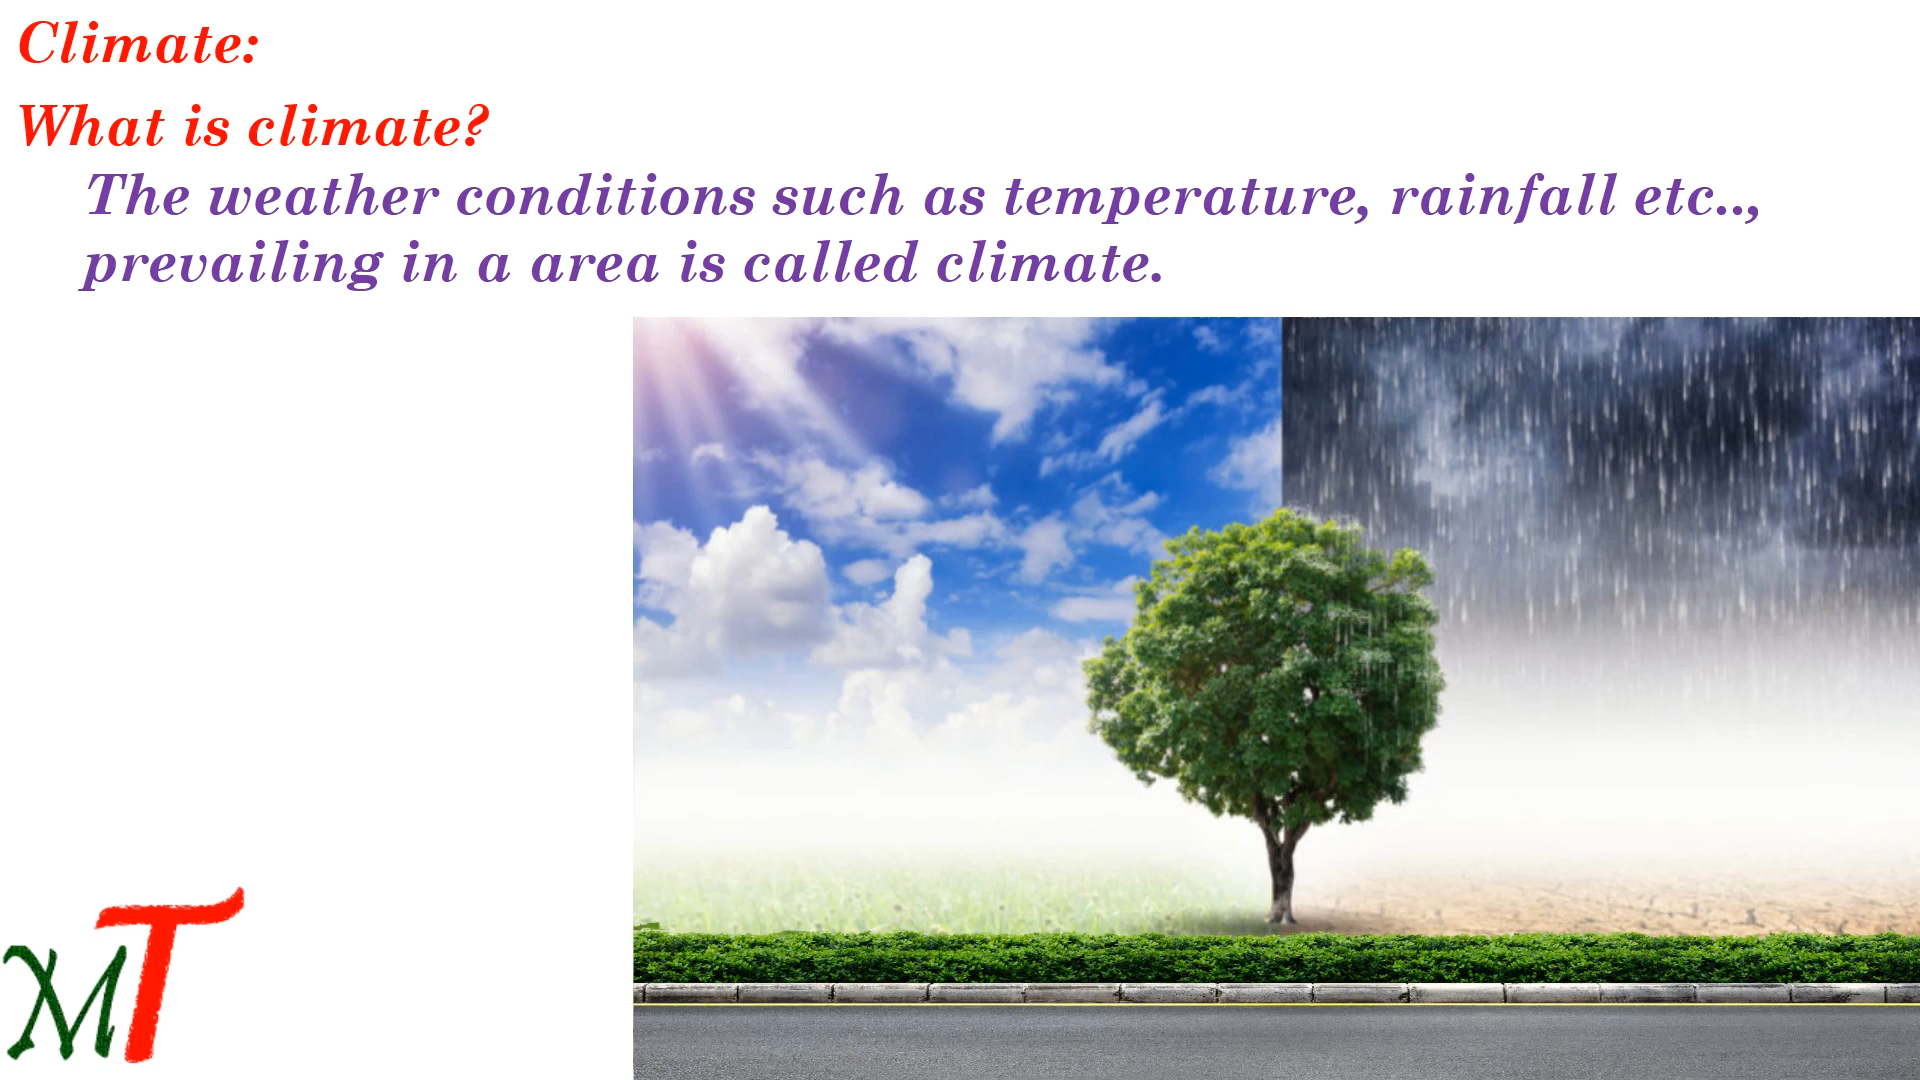 Climate:
What is climate?
The weather conditions such as temperature, rainfall etc..,
prevailing in a area is called climate.
MT